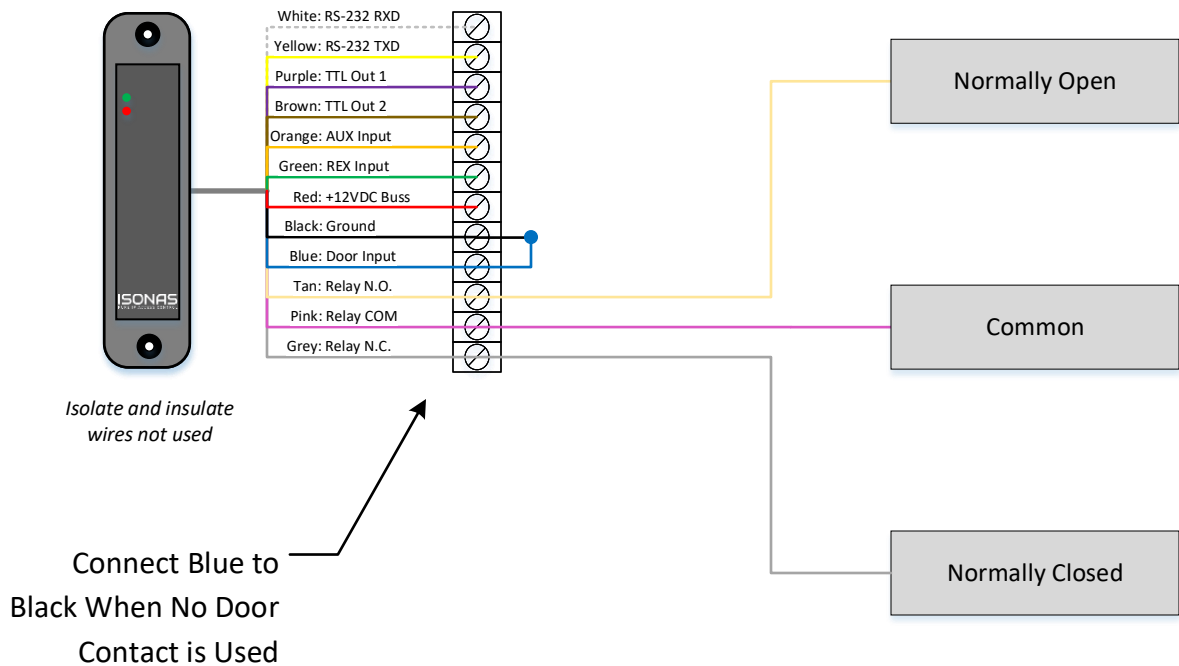 White: RS-232 RXD
Yellow: RS-232 TXD
Purple: TTL Out 1
Brown: TTL Out 2
Orange: AUX Input
Green: REX Input
Red: +12VDC Buss
Black: Ground
Blue: Door Input
Tan: Relay N.O.
Pink: Relay COM
Grey: Relay N.C.
ISONAS
Isolate and insulate
wires not used
Connect Blue to
Black When No Door
Contact is Used
Normally Open
Common
Normally Closed